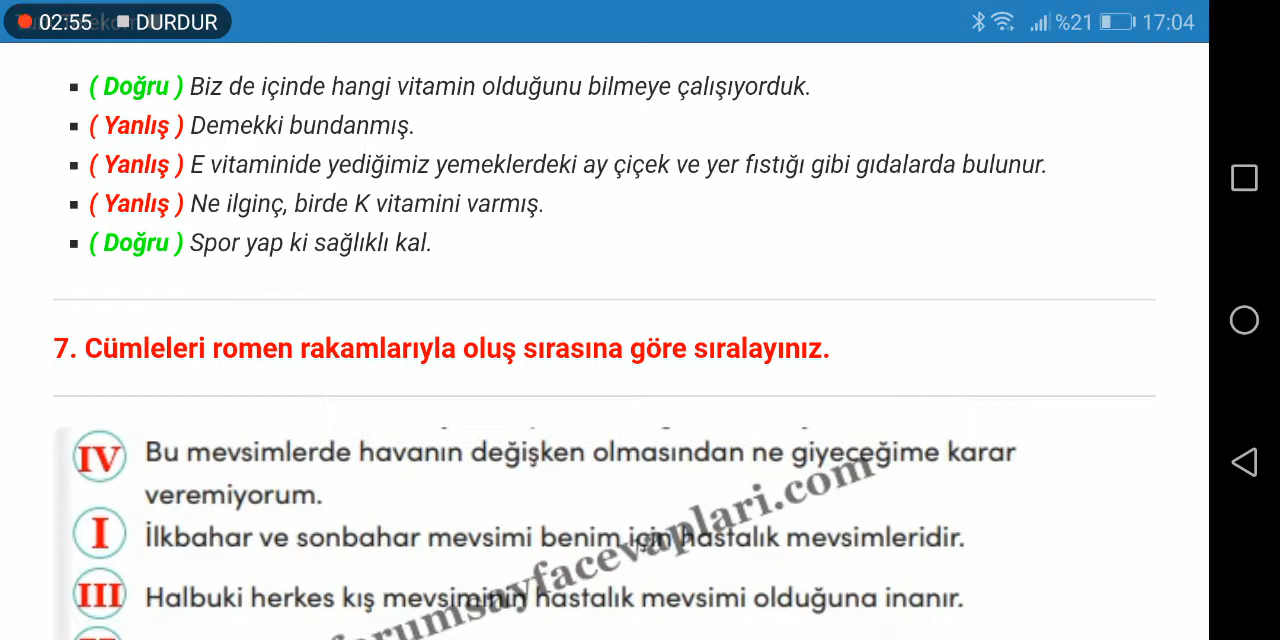 02:55 DURDUR %21 17:04
( Doğru ) Biz de içinde hangi vitamin olduğunu bilmeye çalışıyorduk.
( Yanlış ) Demekki bundanmış.
( Yanlış ) E vitaminide yediğimiz yemeklerdeki ay çiçek ve yer fıstığı gibi gıdalarda bulunur.
( Yanlış ) Ne ilginç, birde K vitamini varmış.
( Doğru ) Spor yap ki sağlıklı kal.
7. Cümleleri romen rakamlarıyla oluş sırasına göre sıralayınız.
IV Bu mevsimlerde havanın değişken olmasından ne giyeceğime karar
veremiyorum.
I İlkbahar ve sonbahar mevsimi benim için hastalık mevsimleridir.
III Halbuki herkes kış mevsiminin hastalık mevsimi olduğuna inanır.
forumsayfacevaplari.com